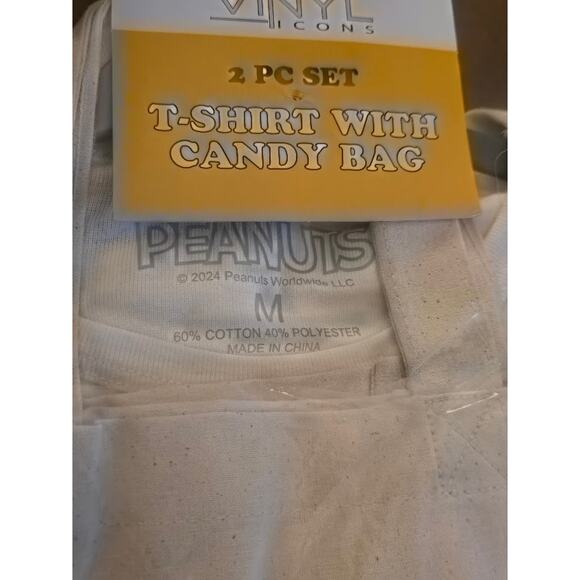 VINYL
ICONS
2 PC SET
T-SHIRT WITH
CANDY BAG
PEANUTS
© 2024 Peanuts Worldwide LLC
M
60% COTTON 40% POLYESTER
MADE IN CHINA